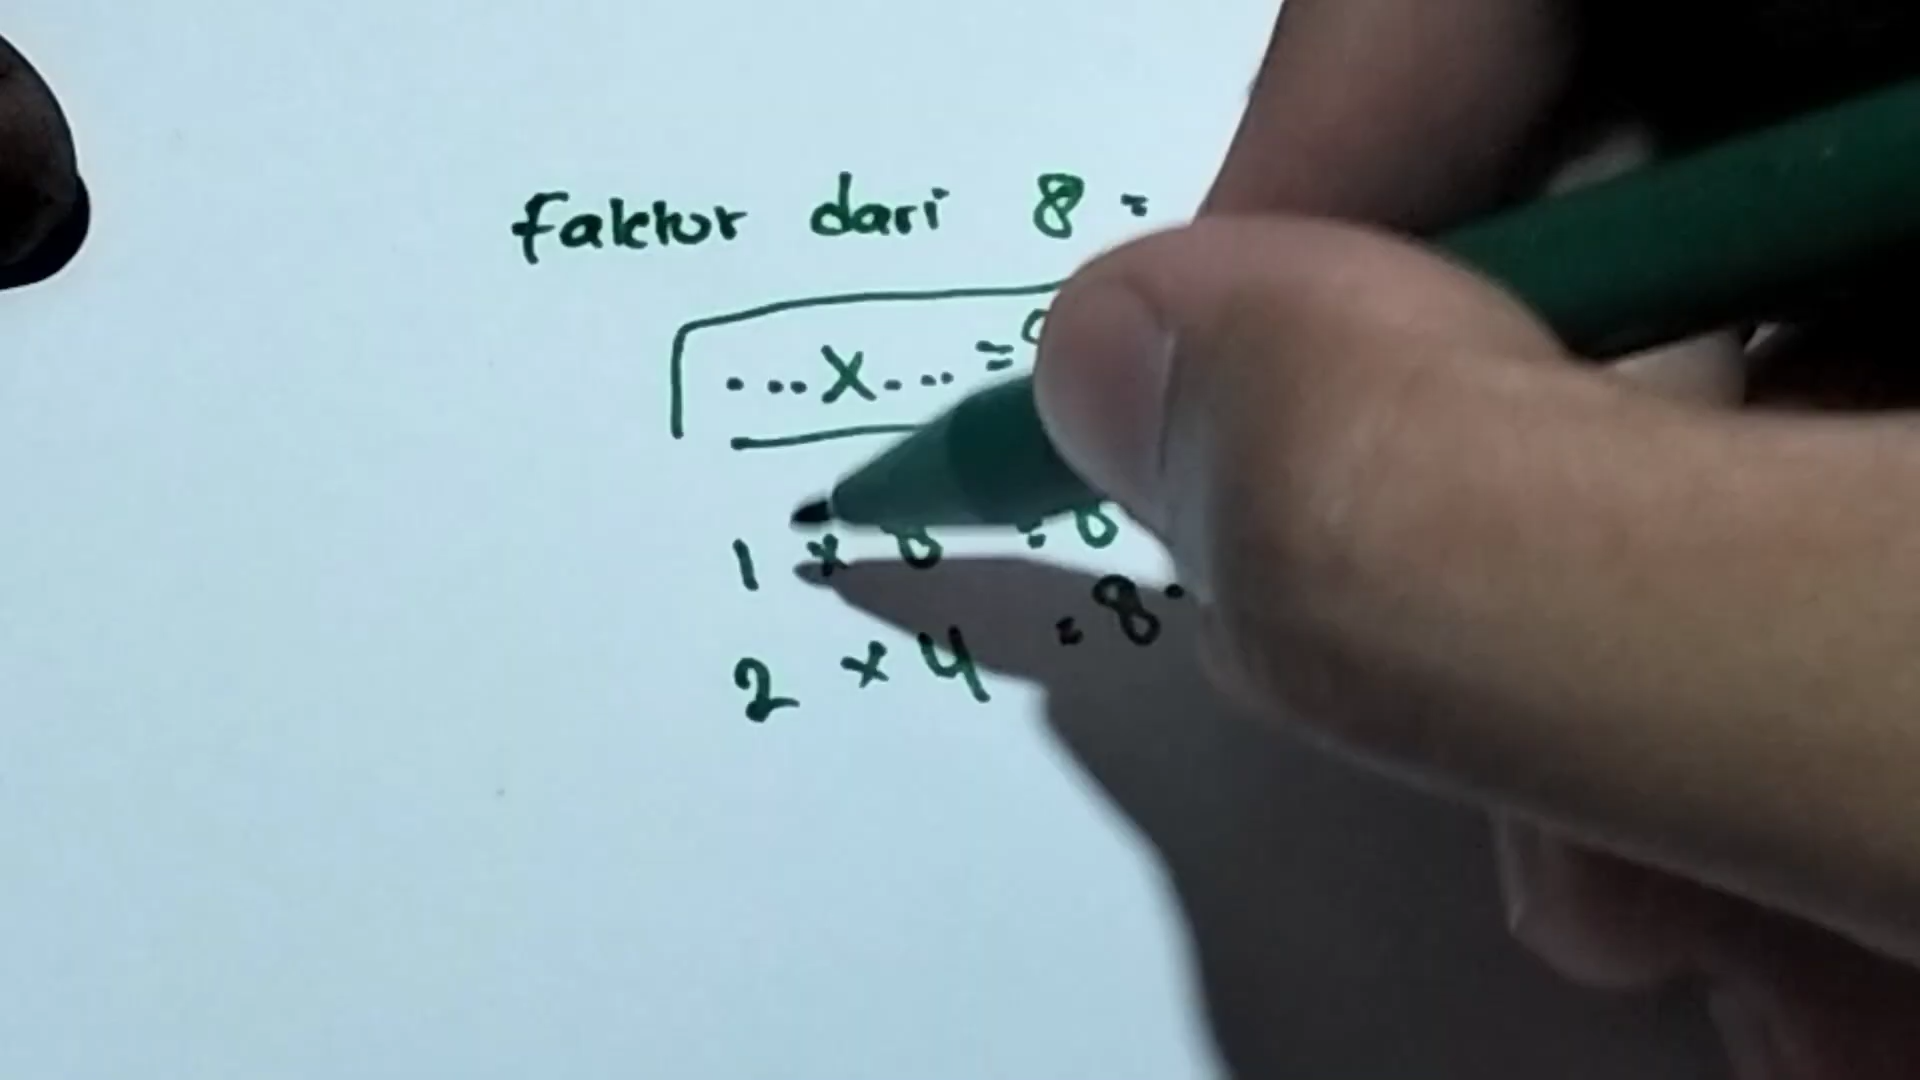 faktor dari 8 =
...X... =
1 x 8 = 8
2 x 4 = 8